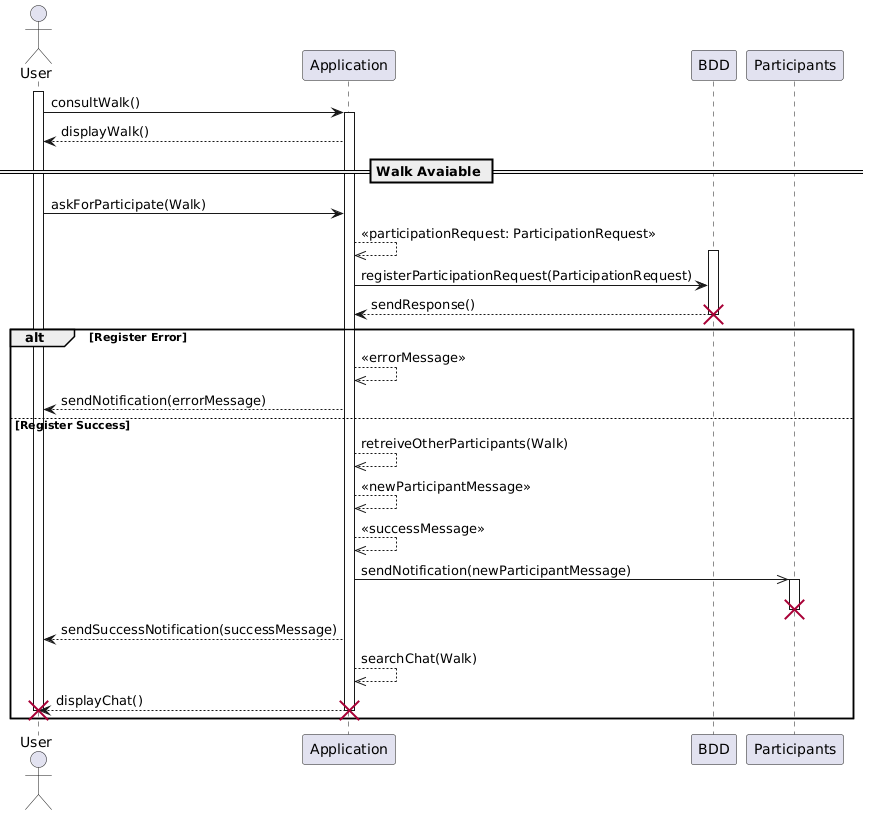 User
Application
BDD
Participants
consultWalk()
displayWalk()
Walk Avaiable
askForParticipate(Walk)
«participationRequest: ParticipationRequest»
registerParticipationRequest(ParticipationRequest)
sendResponse()
alt
[Register Error]
«errorMessage»
sendNotification(errorMessage)
[Register Success]
retreiveOtherParticipants(Walk)
«newParticipantMessage»
«successMessage»
sendNotification(newParticipantMessage)
sendSuccessNotification(successMessage)
searchChat(Walk)
displayChat()
User
Application
BDD
Participants